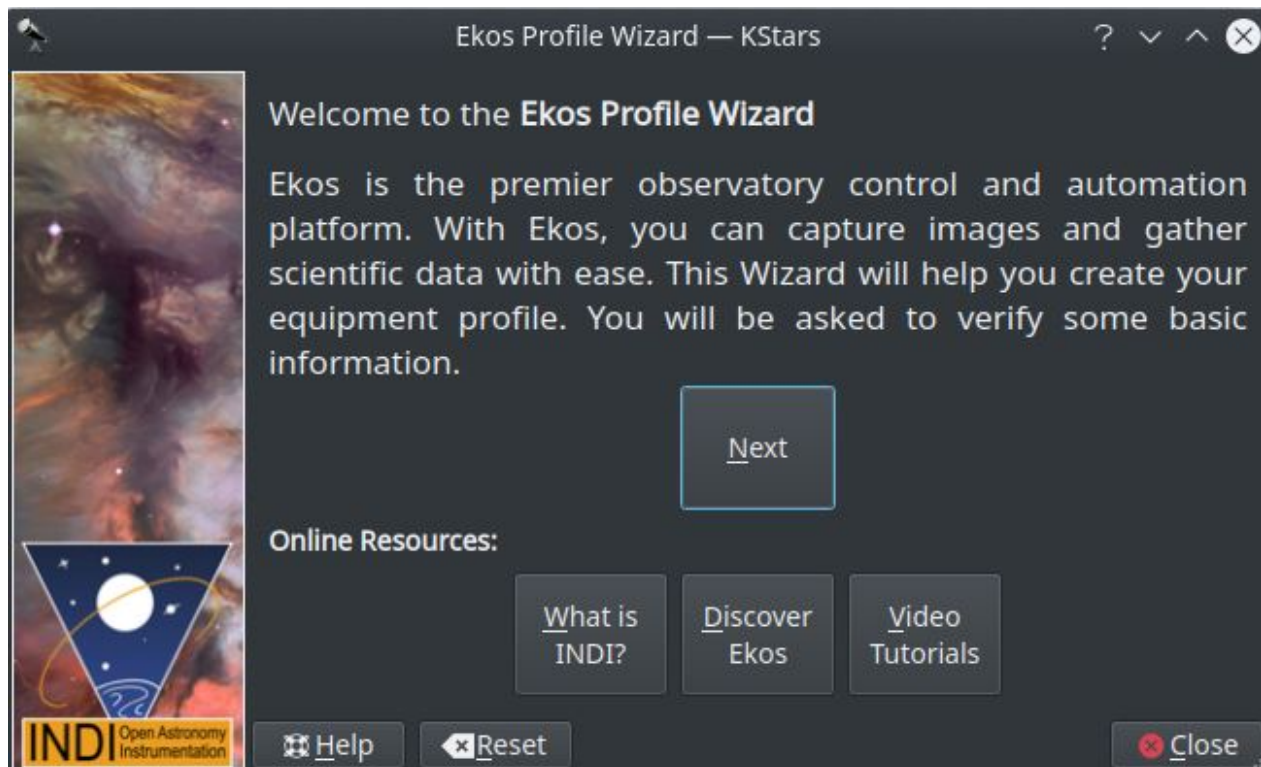 Ekos Profile Wizard — KStars
Welcome to the Ekos Profile Wizard
Ekos is the premier observatory control and automation
platform. With Ekos, you can capture images and gather
scientific data with ease. This Wizard will help you create your
equipment profile. You will be asked to verify some basic
information.
Next
Online Resources:
What is
INDI?
Discover
Ekos
Video
Tutorials
INDI Open Astronomy
Instrumentation
Help
Reset
Close